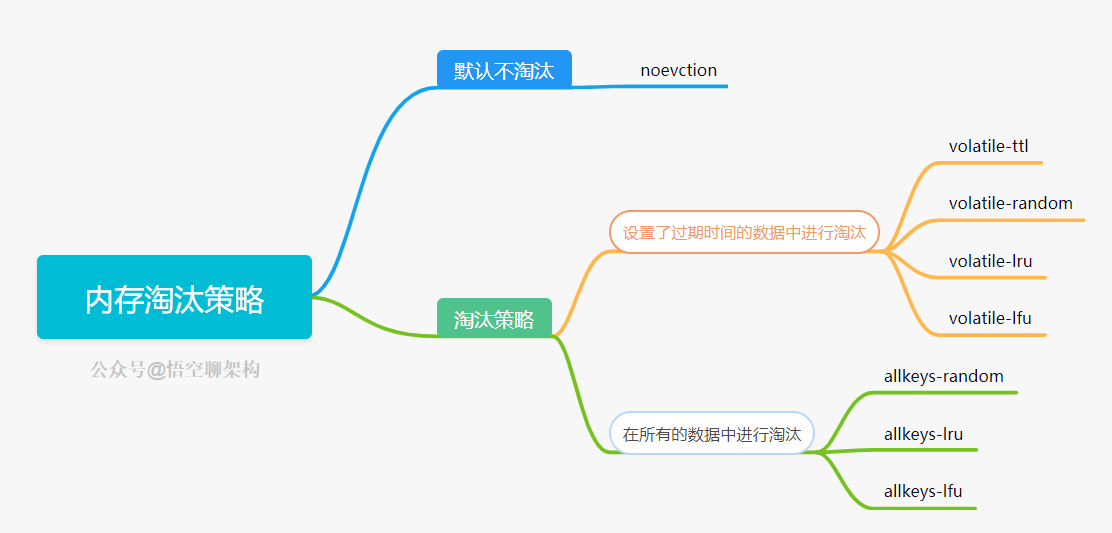 默认不淘汰
noevction
volatile-ttl
volatile-random
设置了过期时间的数据中进行淘汰
volatile-lru
内存淘汰策略
淘汰策略
volatile-lfu
公众号@悟空聊架构
allkeys-random
在所有的数据中进行淘汰
allkeys-lru
allkeys-lfu